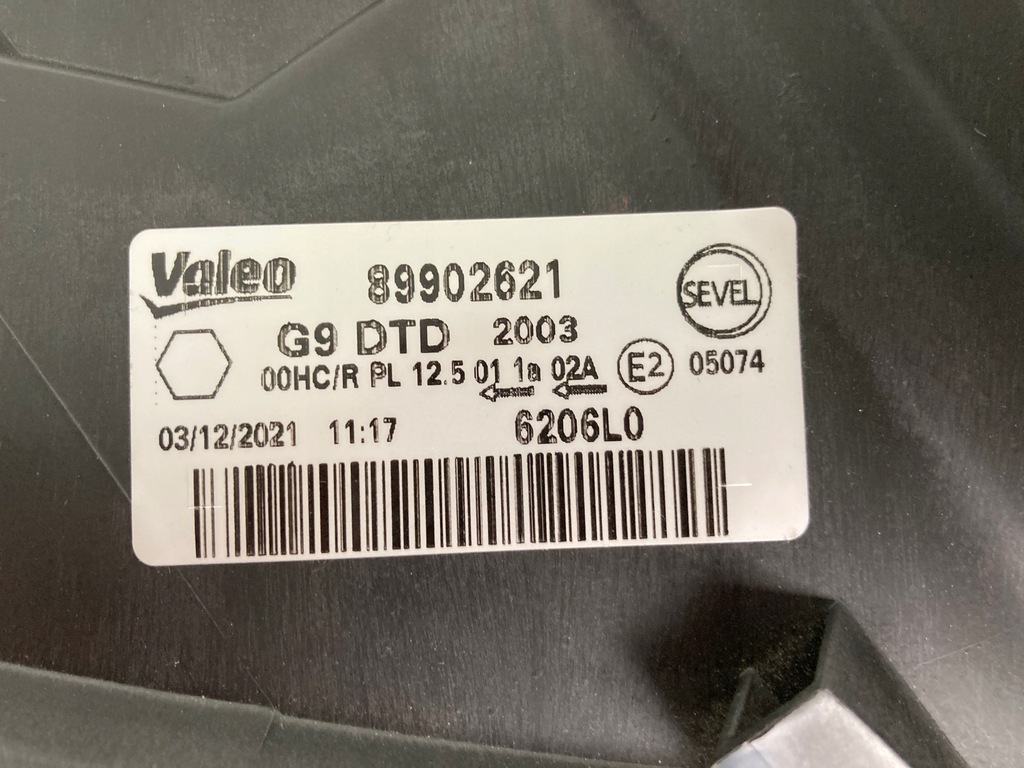 Valeo 89902621
SEVEL
G9 DTD 2003
00HC/R PL 12.5 01 1a 02A E2 05074
03/12/2021 11:17 6206L0